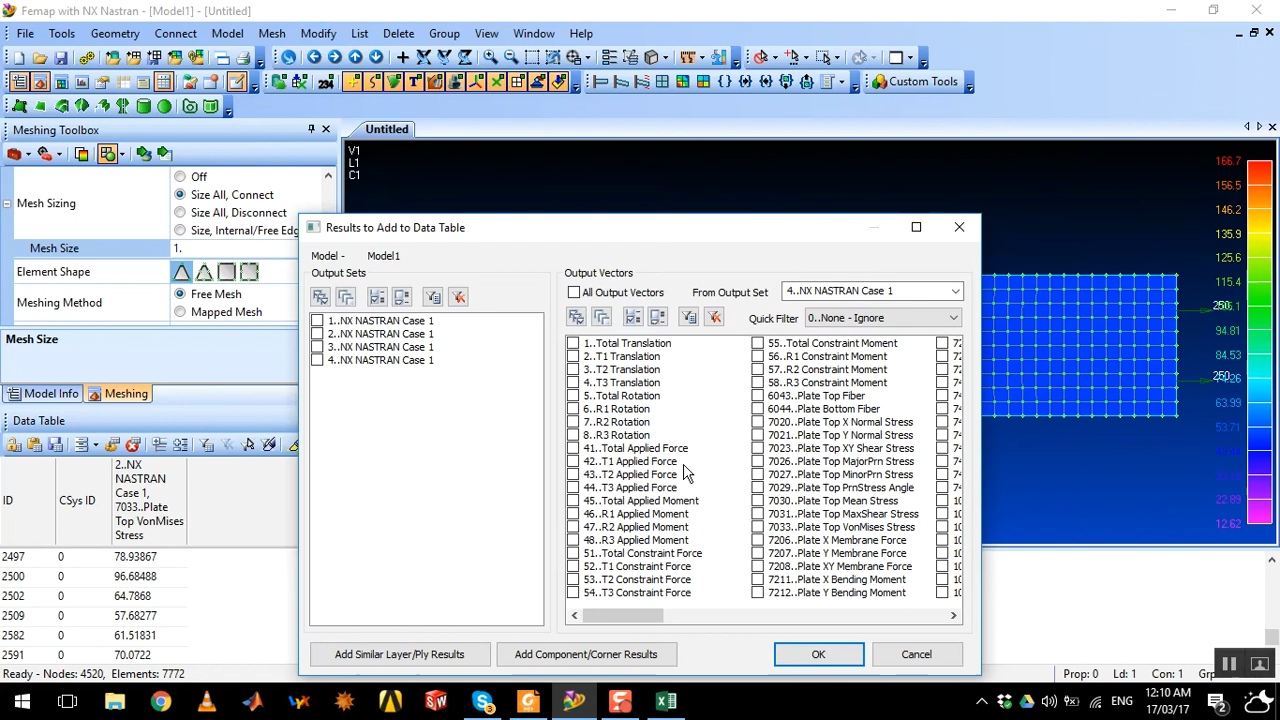 Femap with NX Nastran - [Model1] - [Untitled]
File Tools Geometry Connect Model Mesh Modify List Delete Group View Window Help
234
Custom Tools
Meshing Toolbox
Untitled
V1
L1
C1
Mesh Sizing
Off
Size All, Connect
Size All, Disconnect
Size, Internal/Free Edg
Mesh Size 1.
Element Shape
Meshing Method
Free Mesh
Mapped Mesh
Mesh Size
Model Info
Meshing
Data Table
ID
CSys ID
2..NX
NASTRAN
Case 1,
7033..Plate
Top VonMises
Stress
2497 0 78.93867
2500 0 96.68488
2502 0 64.7868
2509 0 57.68277
2582 0 61.51831
2591 0 70.0722
Results to Add to Data Table
Model - Model1
Output Sets
1..NX NASTRAN Case 1
2..NX NASTRAN Case 1
3..NX NASTRAN Case 1
4..NX NASTRAN Case 1
Output Vectors
All Output Vectors
From Output Set 4..NX NASTRAN Case 1
Quick Filter 0..None - Ignore
1..Total Translation
2..T1 Translation
3..T2 Translation
4..T3 Translation
5..Total Rotation
6..R1 Rotation
7..R2 Rotation
8..R3 Rotation
41..Total Applied Force
42..T1 Applied Force
43..T2 Applied Force
44..T3 Applied Force
45..Total Applied Moment
46..R1 Applied Moment
47..R2 Applied Moment
48..R3 Applied Moment
51..Total Constraint Force
52..T1 Constraint Force
53..T2 Constraint Force
54..T3 Constraint Force
55..Total Constraint Moment
56..R1 Constraint Moment
57..R2 Constraint Moment
58..R3 Constraint Moment
6043..Plate Top Fiber
6044..Plate Bottom Fiber
7020..Plate Top X Normal Stress
7021..Plate Top Y Normal Stress
7023..Plate Top XY Shear Stress
7026..Plate Top MajorPrn Stress
7027..Plate Top MinorPrn Stress
7029..Plate Top PrnStress Angle
7030..Plate Top Mean Stress
7031..Plate Top MaxShear Stress
7033..Plate Top VonMises Stress
7206..Plate X Membrane Force
7207..Plate Y Membrane Force
7208..Plate XY Membrane Force
7211..Plate X Bending Moment
7212..Plate Y Bending Moment
Add Similar Layer/Ply Results
Add Component/Corner Results
OK
Cancel
250
250
166.7
156.5
146.2
139.
126.
115.4
63.99
53.71
43.44
33.17
22.89
12.62
Ready - Nodes: 4520, Elements: 7772
Prop: 0 Ld: 1 Con: 1 Grp
ENG
12:10 AM
17/03/17
2